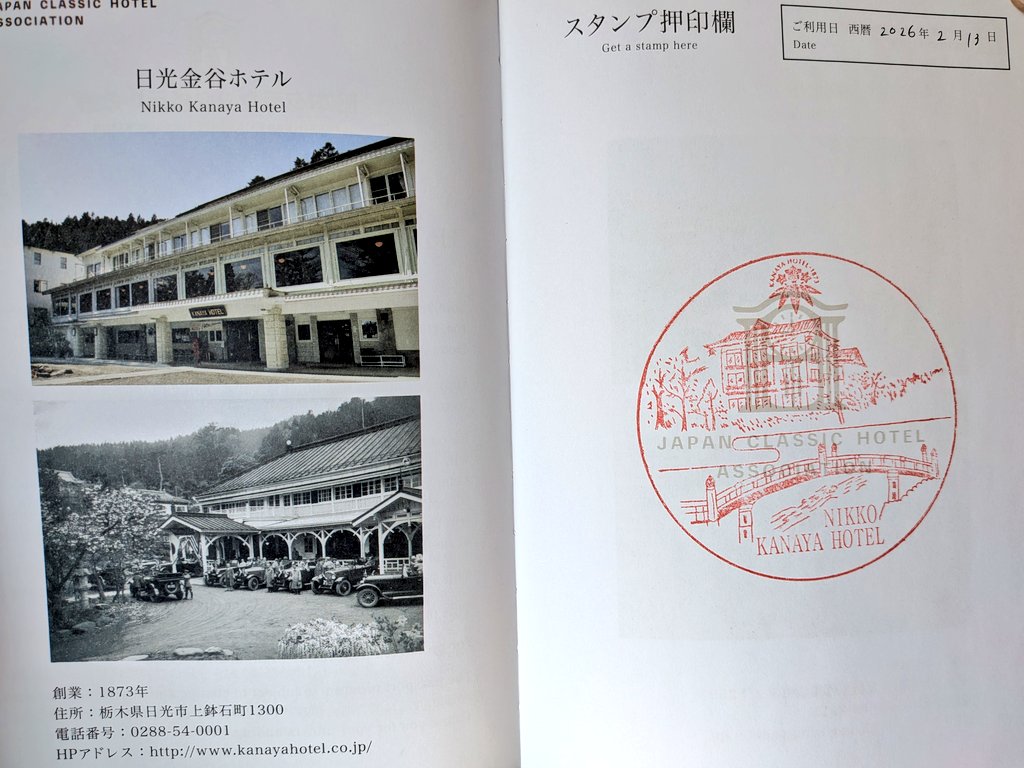 JAPAN CLASSIC HOTEL
ASSOCIATION
日光金谷ホテル
Nikko Kanaya Hotel
KANAYA HOTEL
創業：1873年
住所：栃木県日光市上鉢石町1300
電話番号：0288-54-0001
HPアドレス：http://www.kanayahotel.co.jp/
スタンプ押印欄
Get a stamp here
ご利用日 西暦 2026年 2月13日
Date
KANAYA HOTEL·1873
JAPAN CLASSIC HOTEL
ASSOCIATION
NIKKO
KANAYA HOTEL